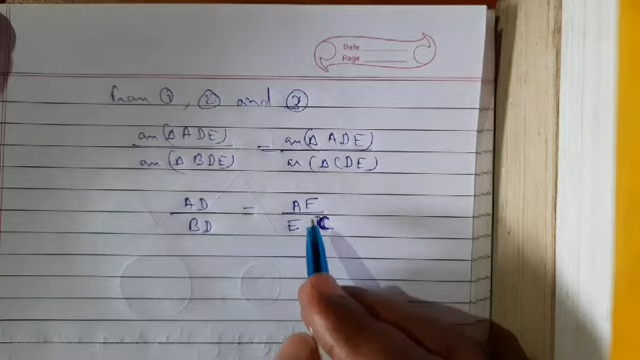 Date
Page
From ①, ② and ③
ar(Δ ADE) = ar(Δ ADE)
ar(Δ BDE) ar(Δ CDE)
AD = AE
BD EC